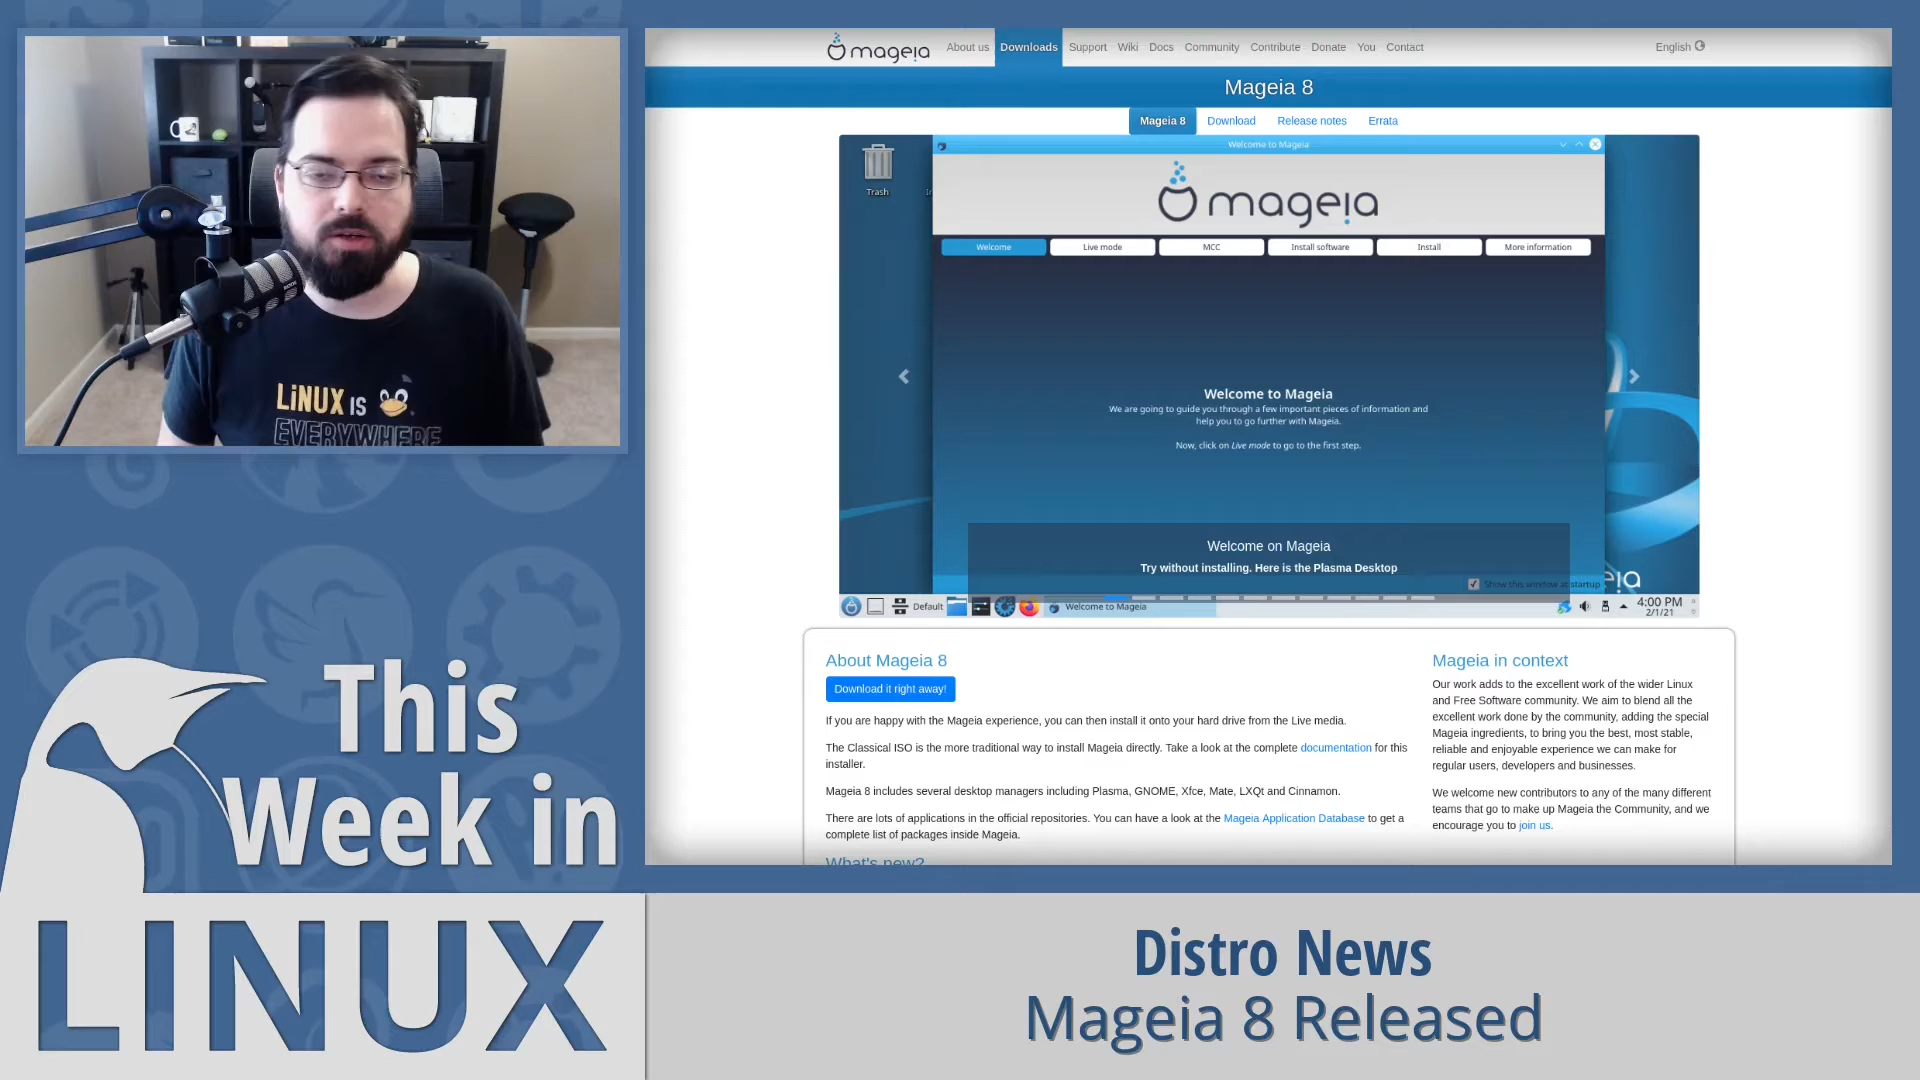 LiNUX IS
EVERYWHERE
This
Week in
LINUX
mageia
About us
Downloads
Support
Wiki
Docs
Community
Contribute
Donate
You
Contact
English
Mageia 8
Mageia 8
Download
Release notes
Errata
Trash
Welcome to Mageia
mageia
Welcome
Live mode
MCC
Install software
Install
More information
Welcome to Mageia
We are going to guide you through a few important pieces of information and
help you to go further with Mageia.
Now, click on Live mode to go to the first step.
Welcome on Mageia
Try without installing. Here is the Plasma Desktop
Show this window at startup
Default
Welcome to Mageia
4:00 PM
2/1/21
About Mageia 8
Download it right away!
If you are happy with the Mageia experience, you can then install it onto your hard drive from the Live media.
The Classical ISO is the more traditional way to install Mageia directly. Take a look at the complete documentation for this
installer.
Mageia 8 includes several desktop managers including Plasma, GNOME, Xfce, Mate, LXQt and Cinnamon.
There are lots of applications in the official repositories. You can have a look at the Mageia Application Database to get a
complete list of packages inside Mageia.
What's new?
Mageia in context
Our work adds to the excellent work of the wider Linux
and Free Software community. We aim to blend all the
excellent work done by the community, adding the special
Mageia ingredients, to bring you the best, most stable,
reliable and enjoyable experience we can make for
regular users, developers and businesses.
We welcome new contributors to any of the many different
teams that go to make up Mageia the Community, and we
encourage you to join us.
Distro News
Mageia 8 Released